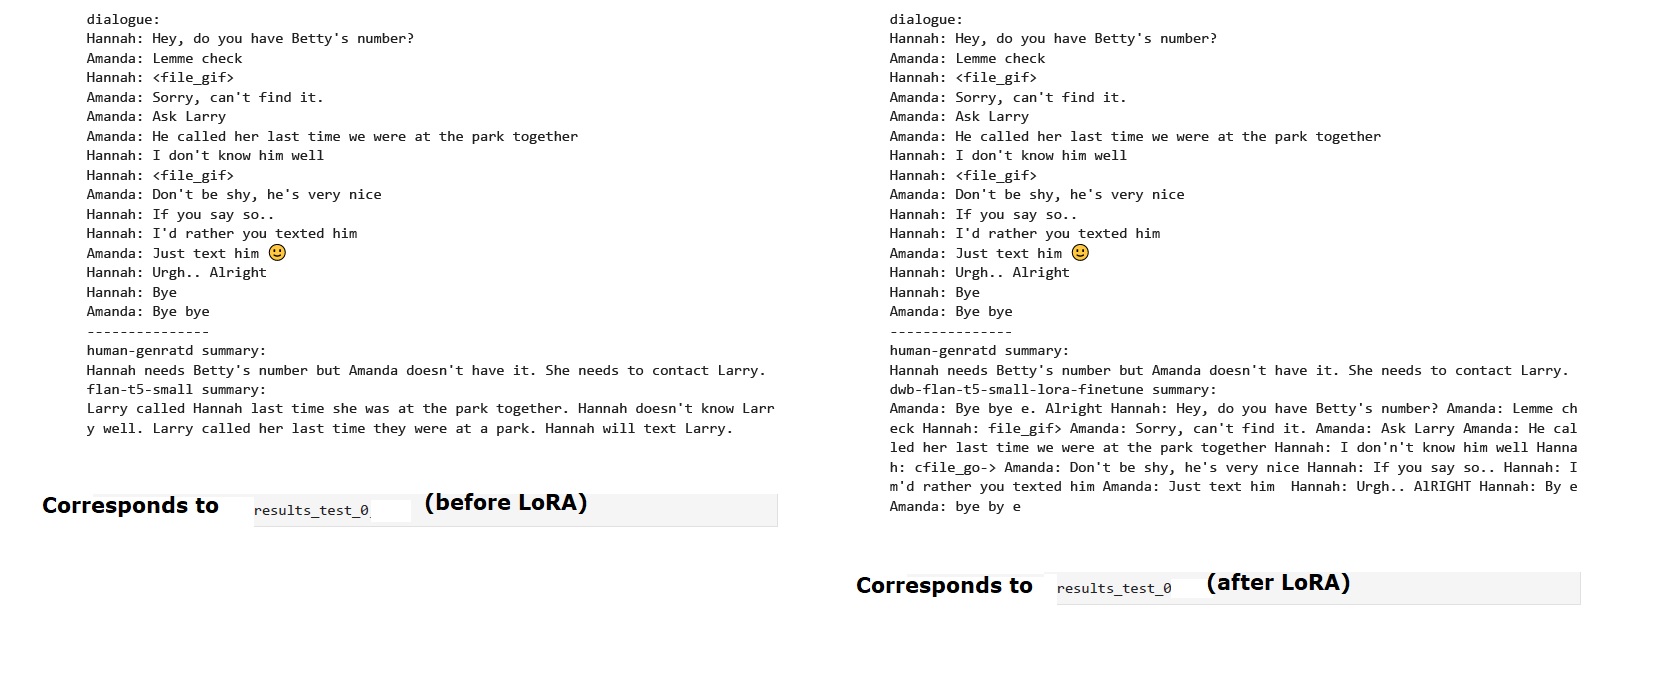 dialogue:
Hannah: Hey, do you have Betty's number?
Amanda: Lemme check
Hannah: <file_gif>
Amanda: Sorry, can't find it.
Amanda: Ask Larry
Amanda: He called her last time we were at the park together
Hannah: I don't know him well
Hannah: <file_gif>
Amanda: Don't be shy, he's very nice
Hannah: If you say so..
Hannah: I'd rather you texted him
Amanda: Just text him 🙂
Hannah: Urgh.. Alright
Hannah: Bye
Amanda: Bye bye
---------------
human-genratd summary:
Hannah needs Betty's number but Amanda doesn't have it. She needs to contact Larry.
flan-t5-small summary:
Larry called Hannah last time she was at the park together. Hannah doesn't know Larr
y well. Larry called her last time they were at a park. Hannah will text Larry.
Corresponds to results_test_0 (before LoRA)
dialogue:
Hannah: Hey, do you have Betty's number?
Amanda: Lemme check
Hannah: <file_gif>
Amanda: Sorry, can't find it.
Amanda: Ask Larry
Amanda: He called her last time we were at the park together
Hannah: I don't know him well
Hannah: <file_gif>
Amanda: Don't be shy, he's very nice
Hannah: If you say so..
Hannah: I'd rather you texted him
Amanda: Just text him 🙂
Hannah: Urgh.. Alright
Hannah: Bye
Amanda: Bye bye
---------------
human-genratd summary:
Hannah needs Betty's number but Amanda doesn't have it. She needs to contact Larry.
dwb-flan-t5-small-lora-finetune summary:
Amanda: Bye bye e. Alright Hannah: Hey, do you have Betty's number? Amanda: Lemme ch
eck Hannah: file_gif> Amanda: Sorry, can't find it. Amanda: Ask Larry Amanda: He cal
led her last time we were at the park together Hannah: I don'n't know him well Hanna
h: cfile_go-> Amanda: Don't be shy, he's very nice Hannah: If you say so.. Hannah: I
m'd rather you texted him Amanda: Just text him  Hannah: Urgh.. AlRIGHT Hannah: By e
Amanda: bye by e
Corresponds to results_test_0 (after LoRA)